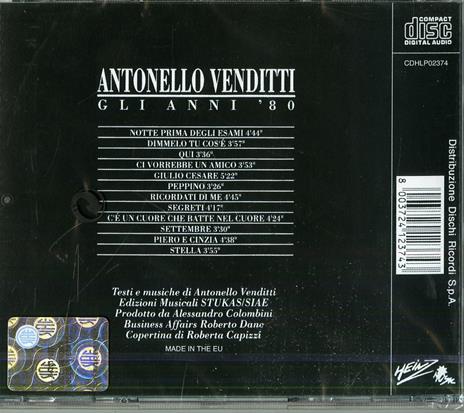 COMPACT
disc
DIGITAL AUDIO
CDHLP02374
ANTONELLO VENDITTI
GLI ANNI '80
NOTTE PRIMA DEGLI ESAMI 4'44"
DIMMELO TU COS'È 3'57"
QUI 3'36"
CI VORREBBE UN AMICO 3'53"
GIULIO CESARE 5'22"
PEPPINO 3'26"
RICORDATI DI ME 4'45"
SEGRETI 4'17"
C'È UN CUORE CHE BATTE NEL CUORE 4'24"
SETTEMBRE 3'30"
PIERO E CINZIA 4'38"
STELLA 3'55"
Testi e musiche di Antonello Venditti
Edizioni Musicali STUKAS/SIAE
Prodotto da Alessandro Colombini
Business Affairs Roberto Dane
Copertina di Roberta Capizzi
MADE IN THE EU
8 003724 123743
Distribuzione Dischi Ricordi S.p.A.
HEINZ
MUSIC